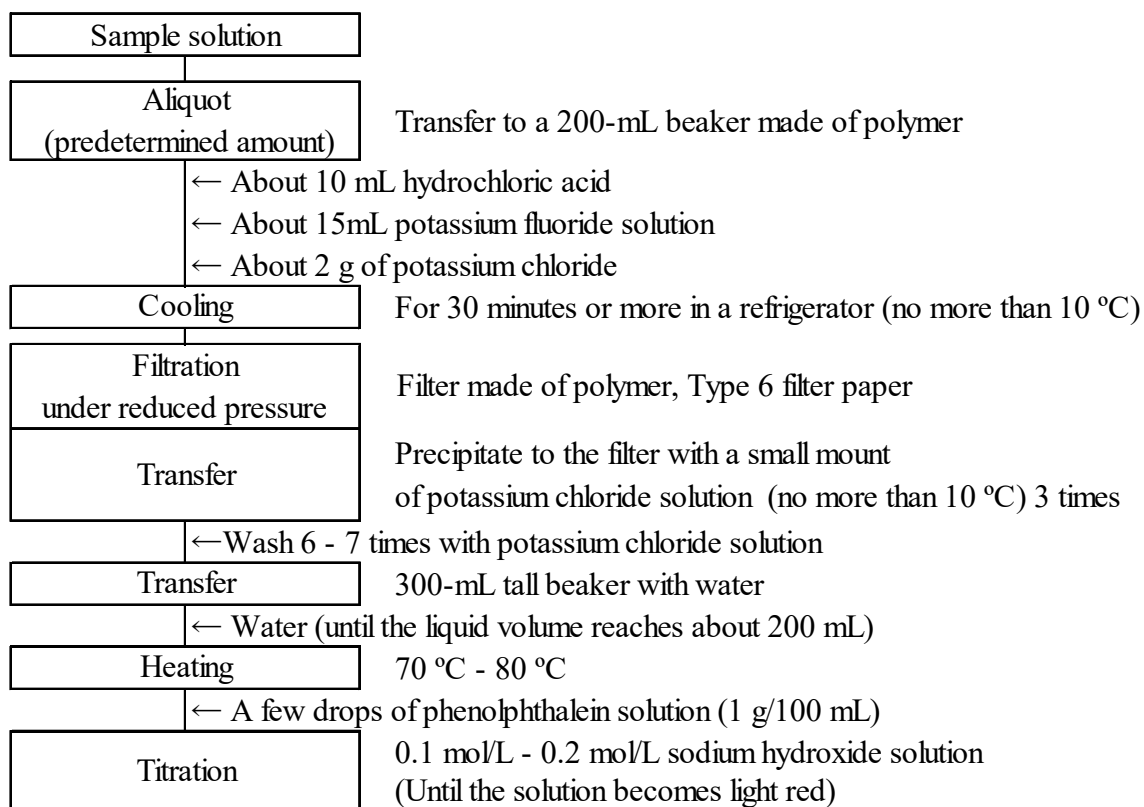 Sample solution
Aliquot
(predetermined amount)
Transfer to a 200-mL beaker made of polymer
← About 10 mL hydrochloric acid
← About 15mL potassium fluoride solution
← About 2 g of potassium chloride
Cooling
For 30 minutes or more in a refrigerator (no more than 10 ºC)
Filtration
under reduced pressure
Filter made of polymer, Type 6 filter paper
Transfer
Precipitate to the filter with a small mount
of potassium chloride solution (no more than 10 ºC) 3 times
←Wash 6 - 7 times with potassium chloride solution
Transfer
300-mL tall beaker with water
← Water (until the liquid volume reaches about 200 mL)
Heating
70 ºC - 80 ºC
← A few drops of phenolphthalein solution (1 g/100 mL)
Titration
0.1 mol/L - 0.2 mol/L sodium hydroxide solution
(Until the solution becomes light red)